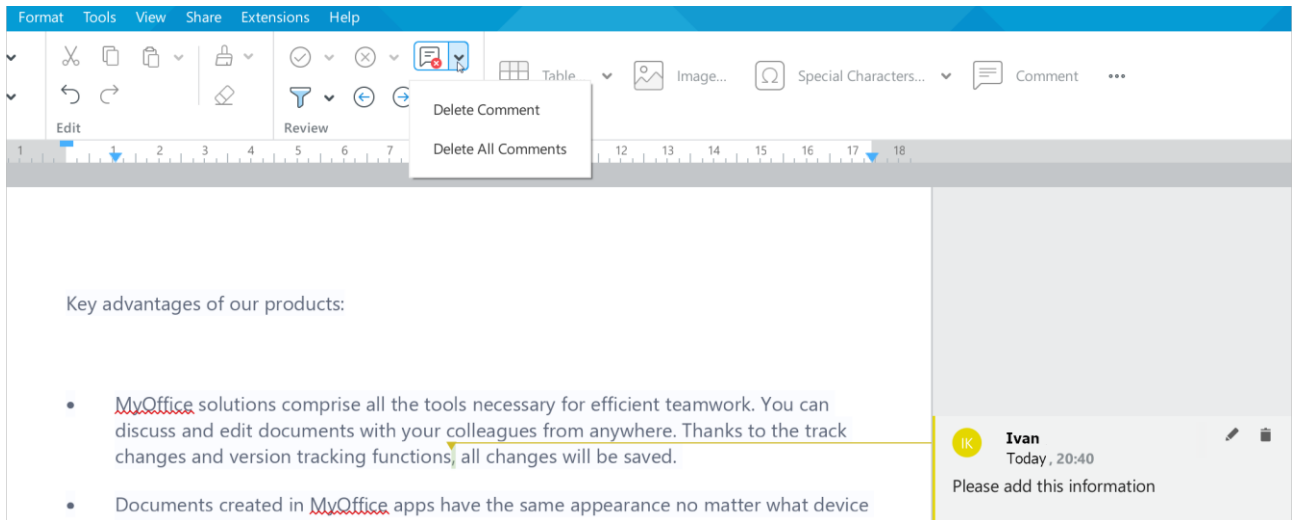 Format Tools View Share Extensions Help
Table
Image...
Special Characters...
Comment
Edit
Review
Delete Comment
Delete All Comments
1 1 2 3 4 5 6 7 12 13 14 15 16 17 18
Key advantages of our products:
• MyOffice solutions comprise all the tools necessary for efficient teamwork. You can
discuss and edit documents with your colleagues from anywhere. Thanks to the track
changes and version tracking functions, all changes will be saved.
• Documents created in MyOffice apps have the same appearance no matter what device
IK
Ivan
Today, 20:40
Please add this information